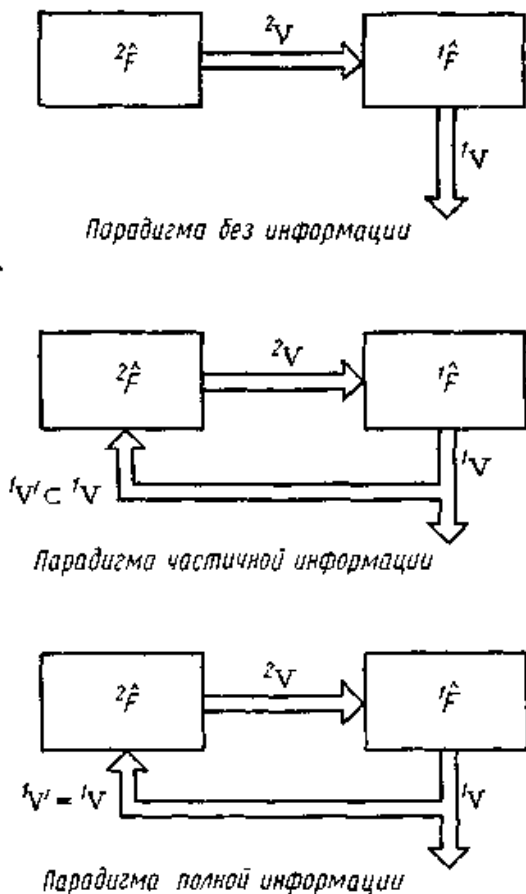 ²V
²F̂
¹F̂
¹V
Парадигма без информации
²V
²F̂
¹F̂
¹V
¹V' ⊂ ¹V
Парадигма частичной информации
²V
²F̂
¹F̂
¹V' = ¹V
¹V
Парадигма полной информации